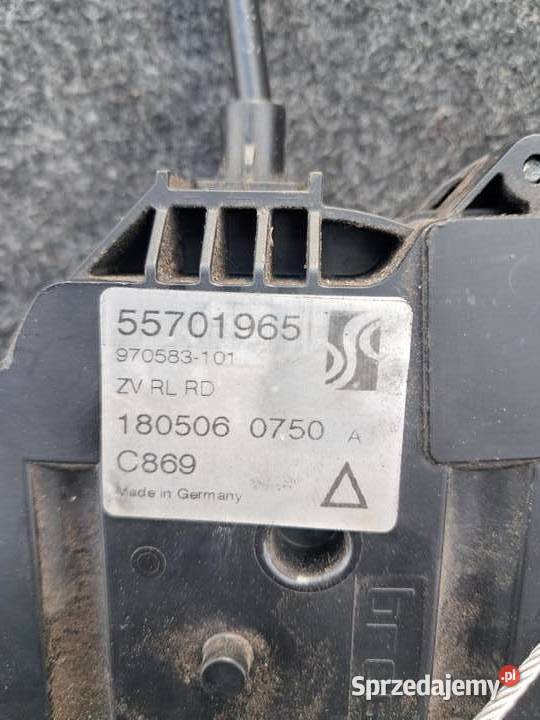 55701965
970583-101
ZV RL RD
180506 0750 A
C869
Made in Germany
Sprzedajemy.pl